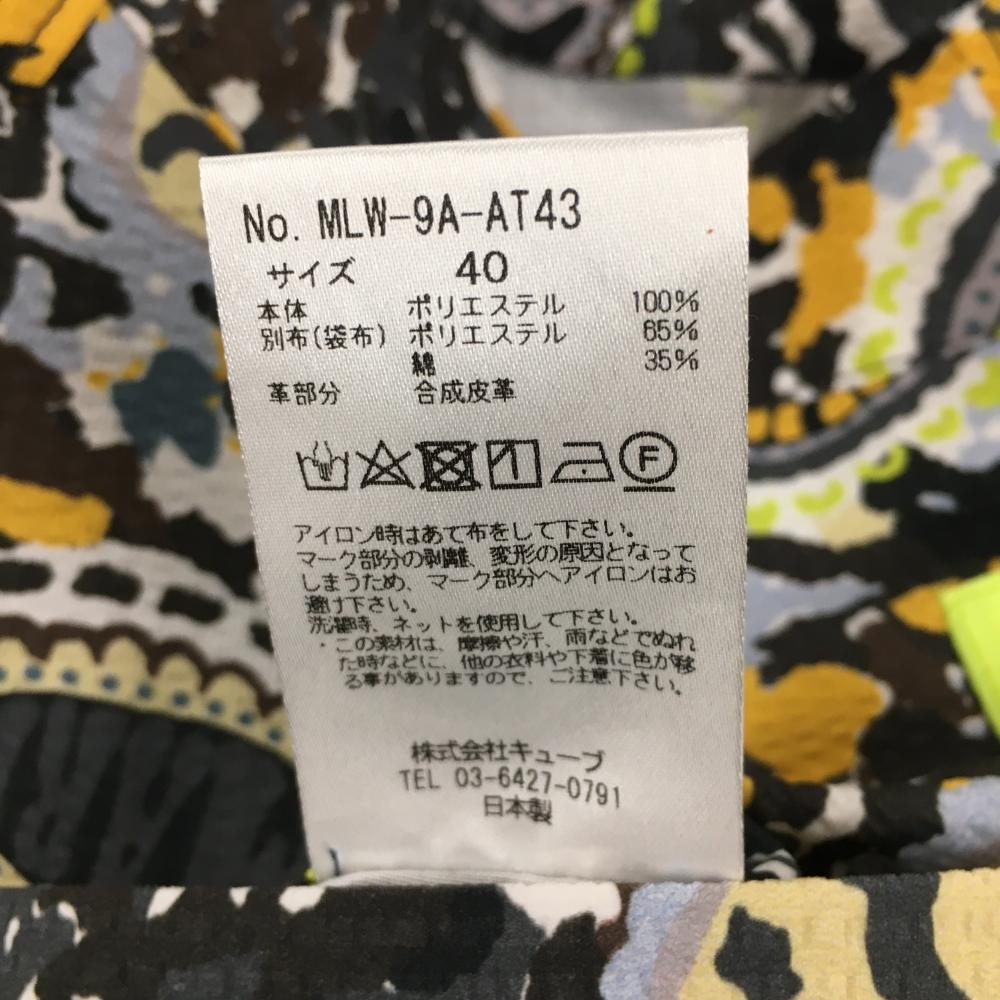 No. MLW-9A-AT43
サイズ 40
本体 ポリエステル 100%
別布(袋布) ポリエステル 65%
綿 35%
革部分 合成皮革
F
アイロン時はあて布をして下さい。
マーク部分の剥離、変形の原因となって
しまうため、マーク部分へアイロンはお
避け下さい。
洗濯時、ネットを使用して下さい。
・この素材は、摩擦や汗、雨などでぬれ
た時などに、他の衣料や下着に色が移
る事がありますので、ご注意下さい。
株式会社キューブ
TEL 03-6427-0791
日本製